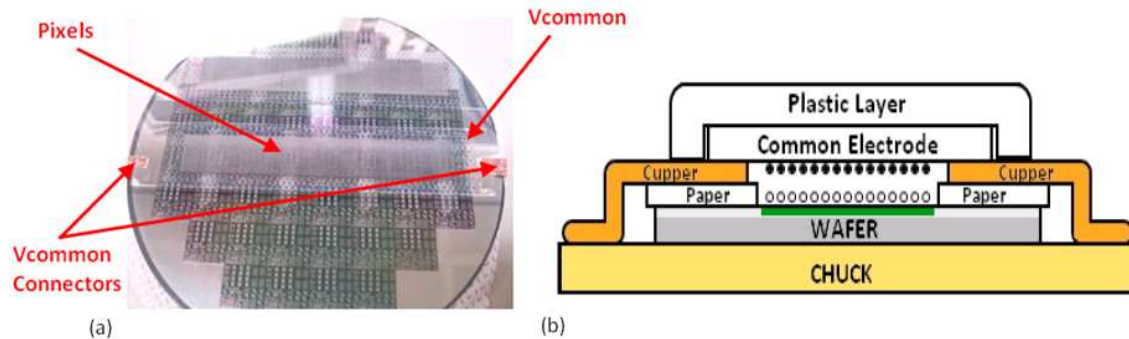 Pixels
Vcommon
Vcommon
Connectors
(a)
Plastic Layer
Common Electrode
Cupper
Cupper
Paper
Paper
WAFER
CHUCK
(b)